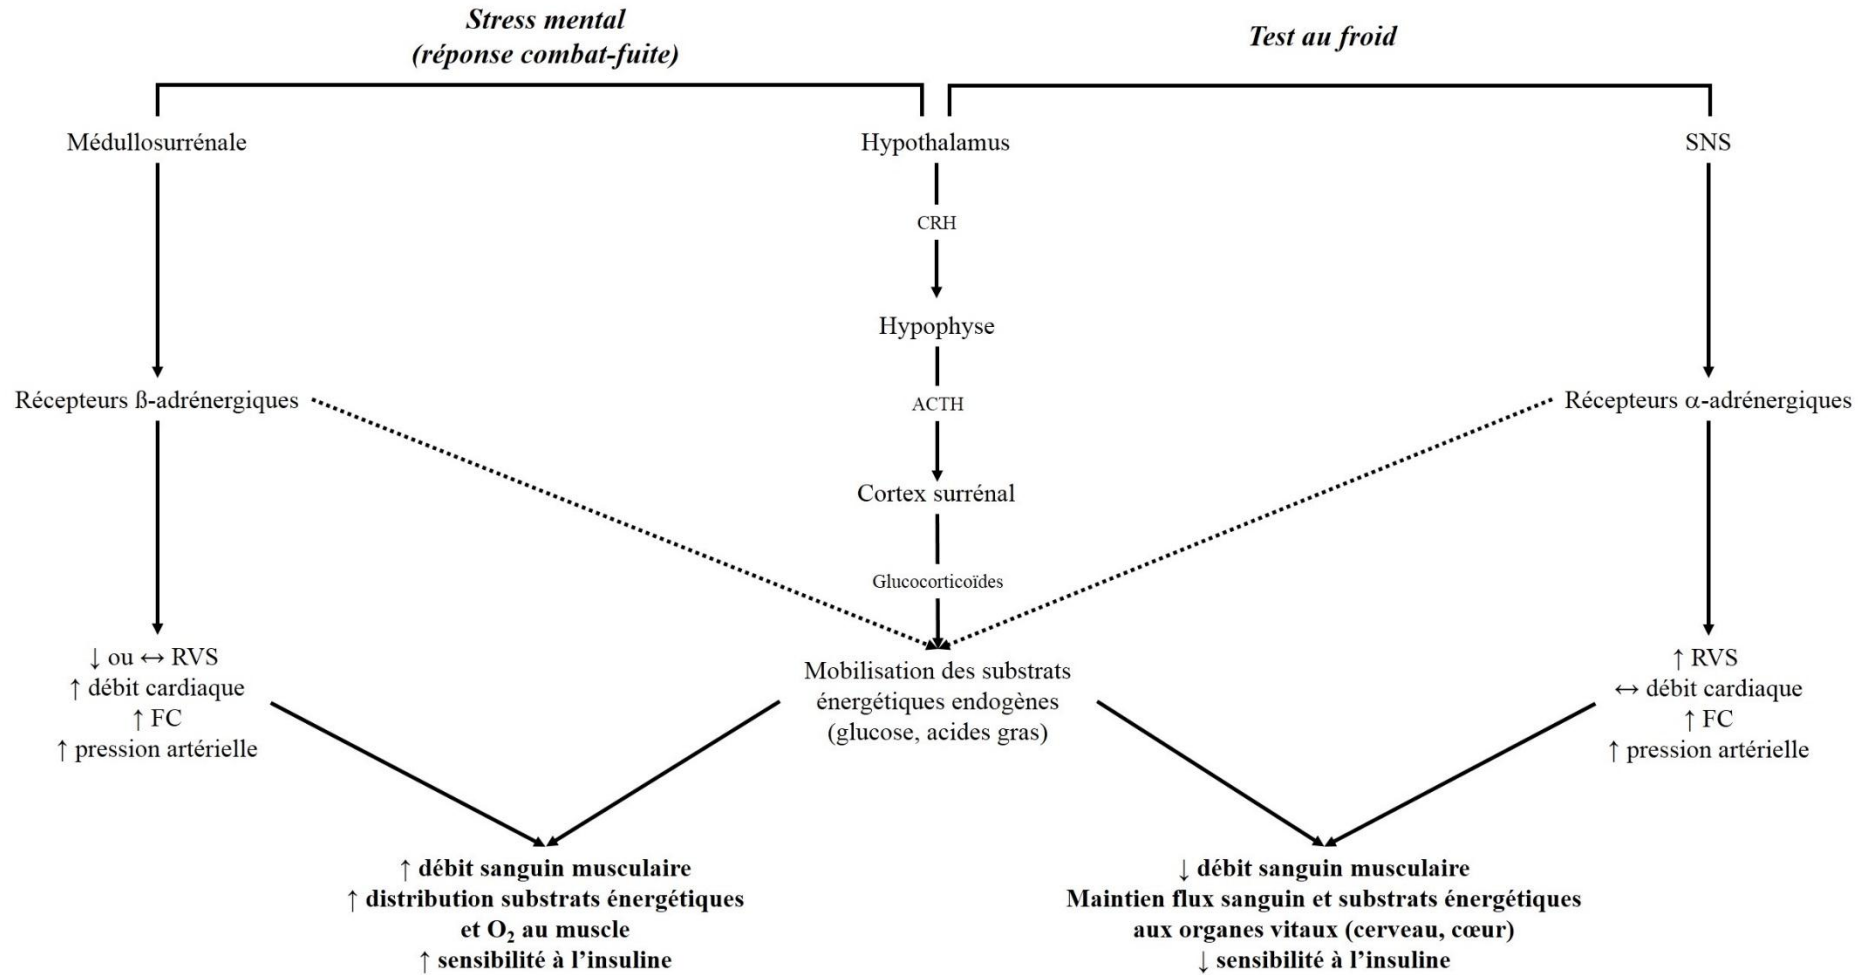 Stress mental
(réponse combat-fuite)
Test au froid
Médullosurrénale
Hypothalamus
SNS
CRH
Hypophyse
Récepteurs ß-adrénergiques
ACTH
Récepteurs α-adrénergiques
Cortex surrénal
Glucocorticoïdes
↓ ou ↔ RVS
↑ débit cardiaque
↑ FC
↑ pression artérielle
Mobilisation des substrats
énergétiques endogènes
(glucose, acides gras)
↑ RVS
↔ débit cardiaque
↑ FC
↑ pression artérielle
↑ débit sanguin musculaire
↑ distribution substrats énergétiques
et O₂ au muscle
↑ sensibilité à l’insuline
↓ débit sanguin musculaire
Maintien flux sanguin et substrats énergétiques
aux organes vitaux (cerveau, cœur)
↓ sensibilité à l’insuline